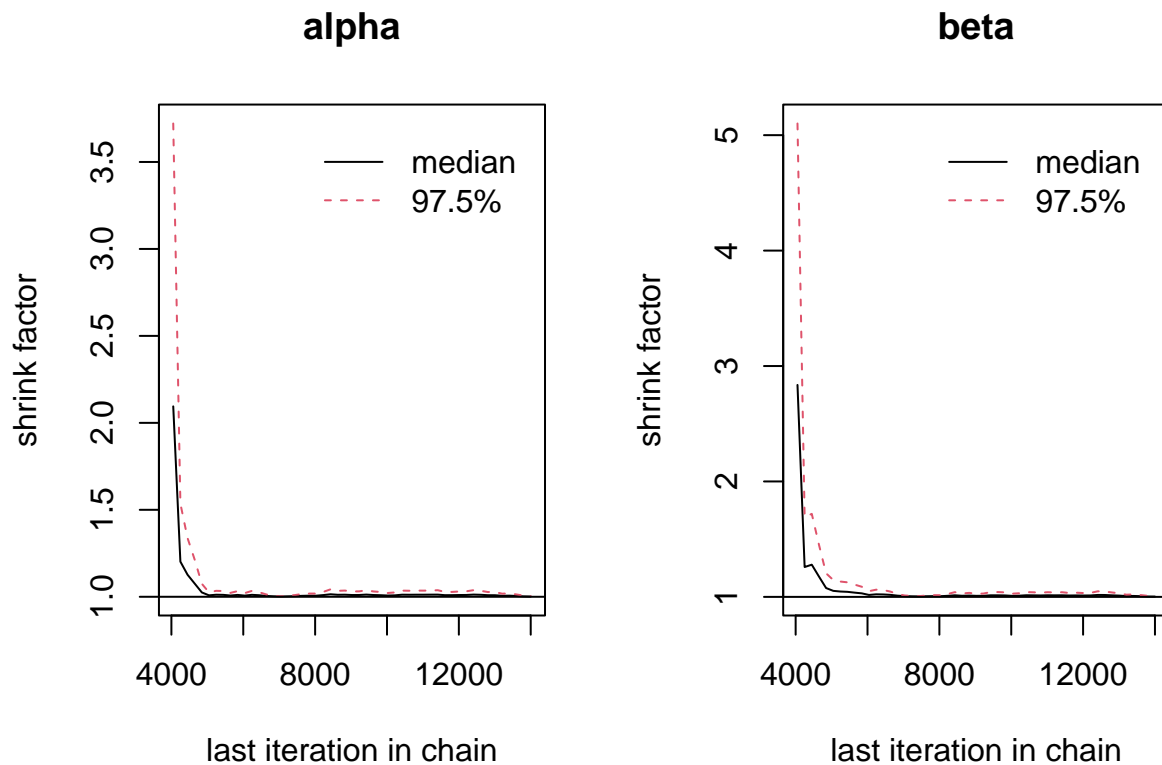 alpha
shrink factor
1.0 1.5 2.0 2.5 3.0 3.5
median
97.5%
4000 8000 12000
last iteration in chain
beta
shrink factor
1 2 3 4 5
median
97.5%
4000 8000 12000
last iteration in chain